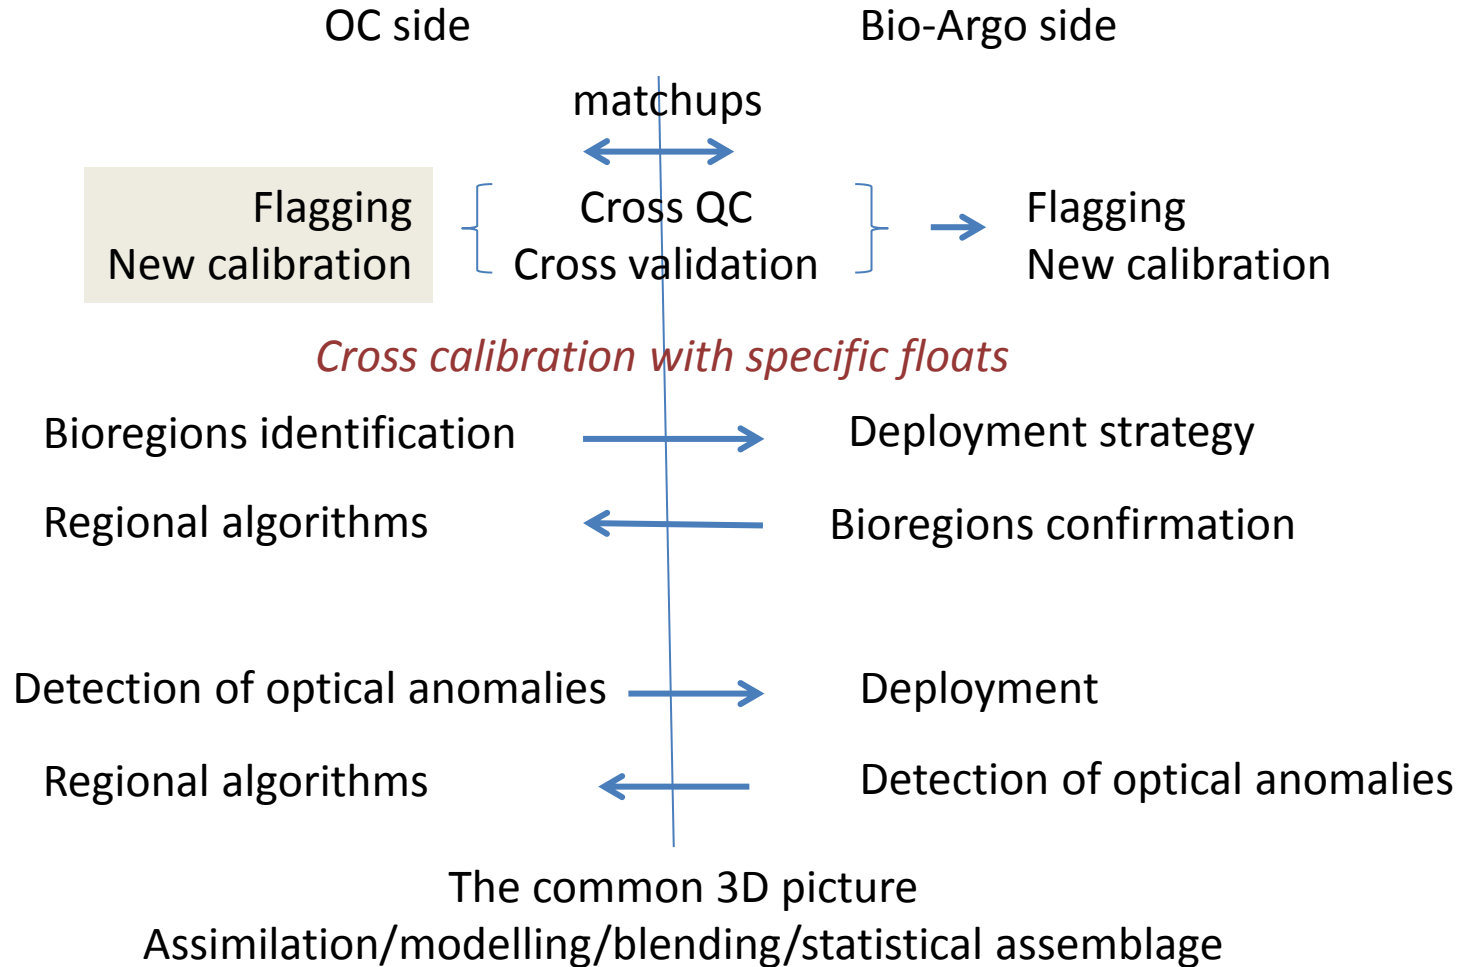 OC side
Bio-Argo side
matchups
Flagging
Cross QC
Flagging
New calibration
Cross validation
New calibration
Cross calibration with specific floats
Bioregions identification
Deployment strategy
Regional algorithms
Bioregions confirmation
Detection of optical anomalies
Deployment
Regional algorithms
Detection of optical anomalies
The common 3D picture
Assimilation/modelling/blending/statistical assemblage